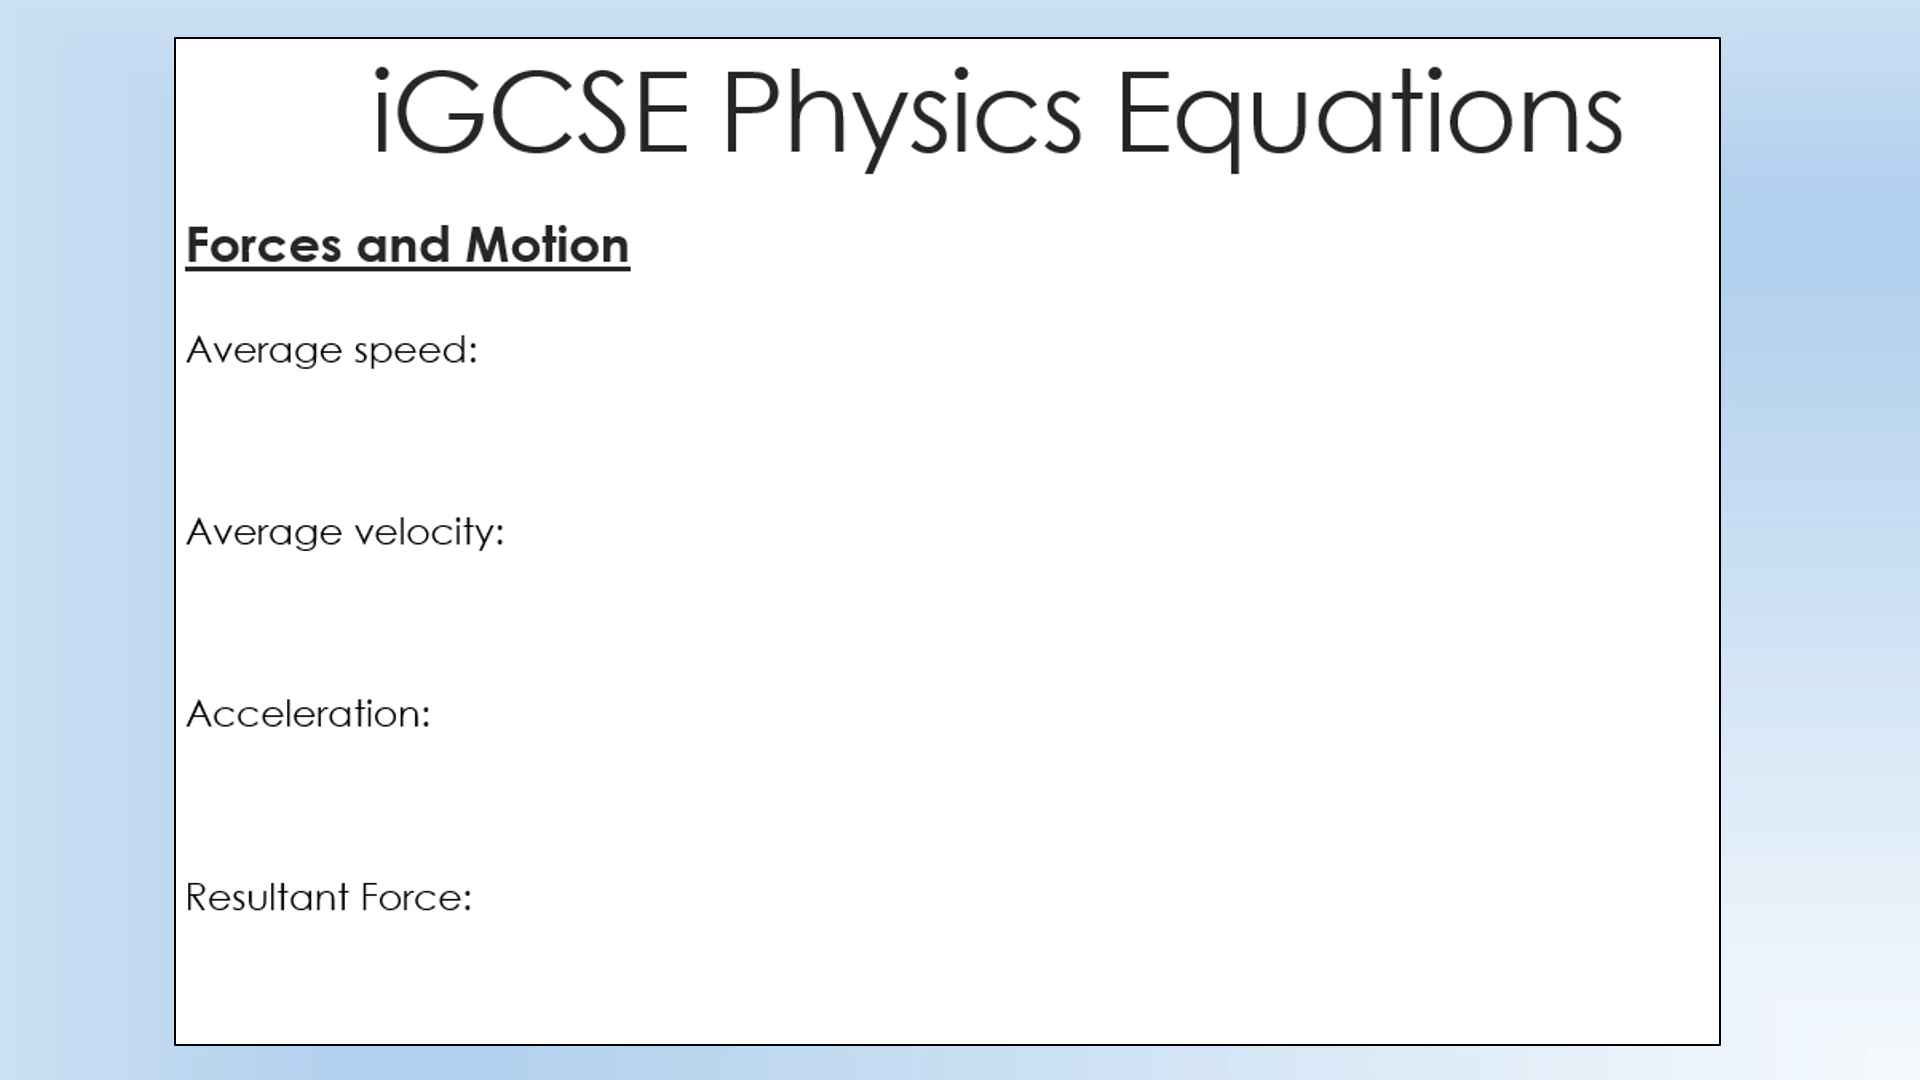 iGCSE Physics Equations
Forces and Motion
Average speed:
Average velocity:
Acceleration:
Resultant Force: